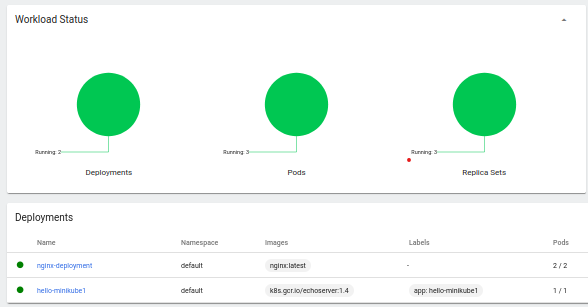 Workload Status
Running: 2
Running: 3
Running: 3
Deployments
Pods
Replica Sets
Deployments
Name Namespace Images Labels Pods
nginx-deployment default nginx:latest - 2 / 2
hello-minikube1 default k8s.gcr.io/echoserver:1.4 app: hello-minikube1 1 / 1